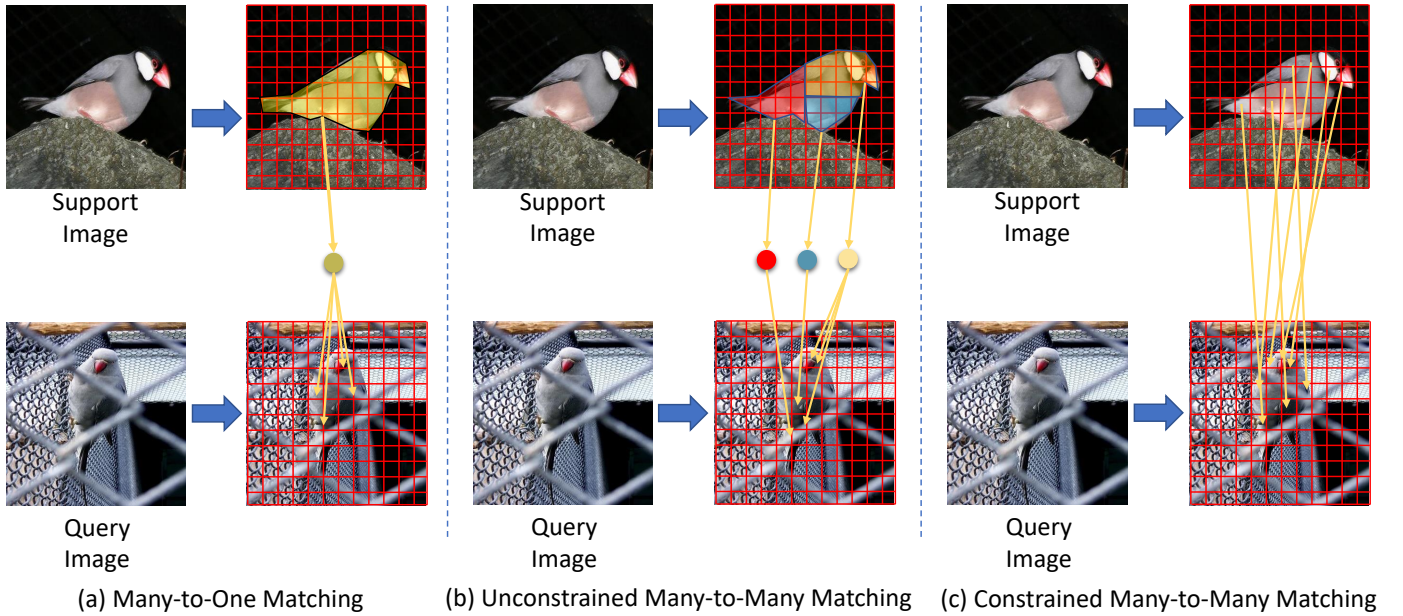 Support
Image
Support
Image
Support
Image
Query
Image
Query
Image
Query
Image
(a) Many-to-One Matching
(b) Unconstrained Many-to-Many Matching
(c) Constrained Many-to-Many Matching